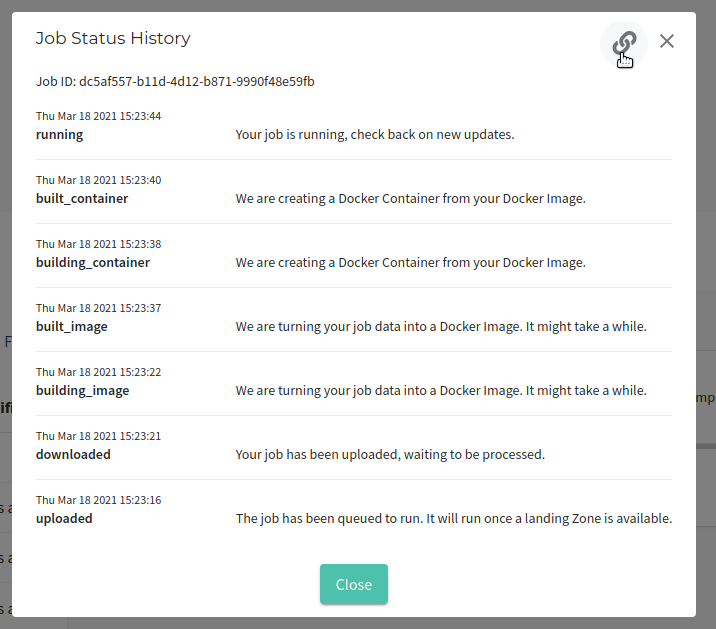 Job Status History
Job ID: dc5af557-b11d-4d12-b871-9990f48e59fb
Thu Mar 18 2021 15:23:44
running Your job is running, check back on new updates.
Thu Mar 18 2021 15:23:40
built_container We are creating a Docker Container from your Docker Image.
Thu Mar 18 2021 15:23:38
building_container We are creating a Docker Container from your Docker Image.
Thu Mar 18 2021 15:23:37
built_image We are turning your job data into a Docker Image. It might take a while.
Thu Mar 18 2021 15:23:22
building_image We are turning your job data into a Docker Image. It might take a while.
Thu Mar 18 2021 15:23:21
downloaded Your job has been uploaded, waiting to be processed.
Thu Mar 18 2021 15:23:16
uploaded The job has been queued to run. It will run once a landing Zone is available.
Close